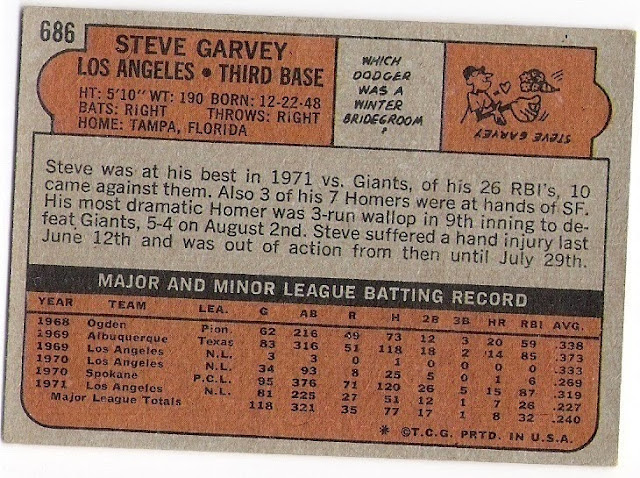 686
STEVE GARVEY
LOS ANGELES • THIRD BASE
HT: 5'10" WT: 190 BORN: 12-22-48
BATS: RIGHT THROWS: RIGHT
HOME: TAMPA, FLORIDA
WHICH
DODGER
WAS A
WINTER
BRIDEGROOM
?
STEVE GARVEY
Steve was at his best in 1971 vs. Giants, of his 26 RBI's, 10
came against them. Also 3 of his 7 Homers were at hands of SF.
His most dramatic Homer was 3-run wallop in 9th inning to de-
feat Giants, 5-4 on August 2nd. Steve suffered a hand injury last
June 12th and was out of action from then until July 29th.
MAJOR AND MINOR LEAGUE BATTING RECORD
YEAR TEAM LEA. G AB R H 2B 3B HR RBI AVG.
1968 Ogden Pion. 62 216 49 73 12 3 20 59 .338
1969 Albuquerque Texas 83 316 51 118 18 2 14 85 .373
1969 Los Angeles N.L. 3 3 0 1 0 0 0 0 .333
1970 Los Angeles N.L. 34 93 8 25 5 0 1 6 .269
1970 Spokane P.C.L. 95 376 71 120 26 5 15 87 .319
1971 Los Angeles N.L. 81 225 27 51 12 1 7 26 .227
Major League Totals 118 321 35 77 17 1 8 32 .240
* ©T.C.G. PRTD. IN U.S.A.